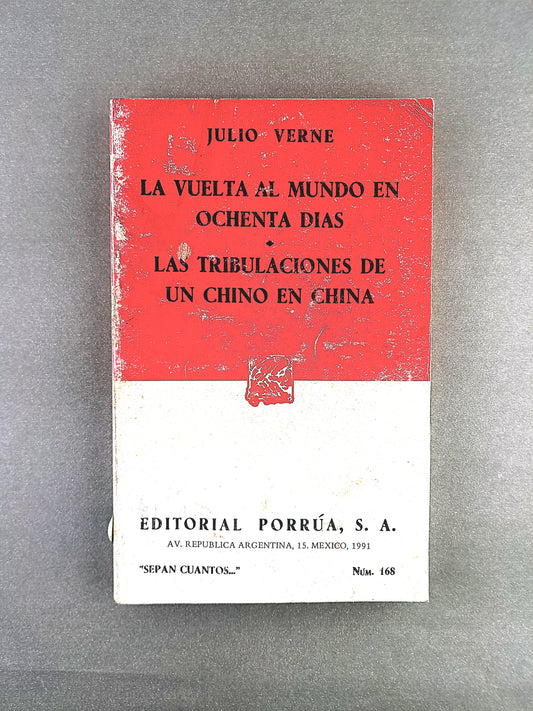 JULIO VERNE
LA VUELTA AL MUNDO EN
OCHENTA DIAS
LAS TRIBULACIONES DE
UN CHINO EN CHINA
EDITORIAL PORRÚA, S. A.
AV. REPUBLICA ARGENTINA, 15. MEXICO, 1991
"SEPAN CUANTOS..." NUM. 168